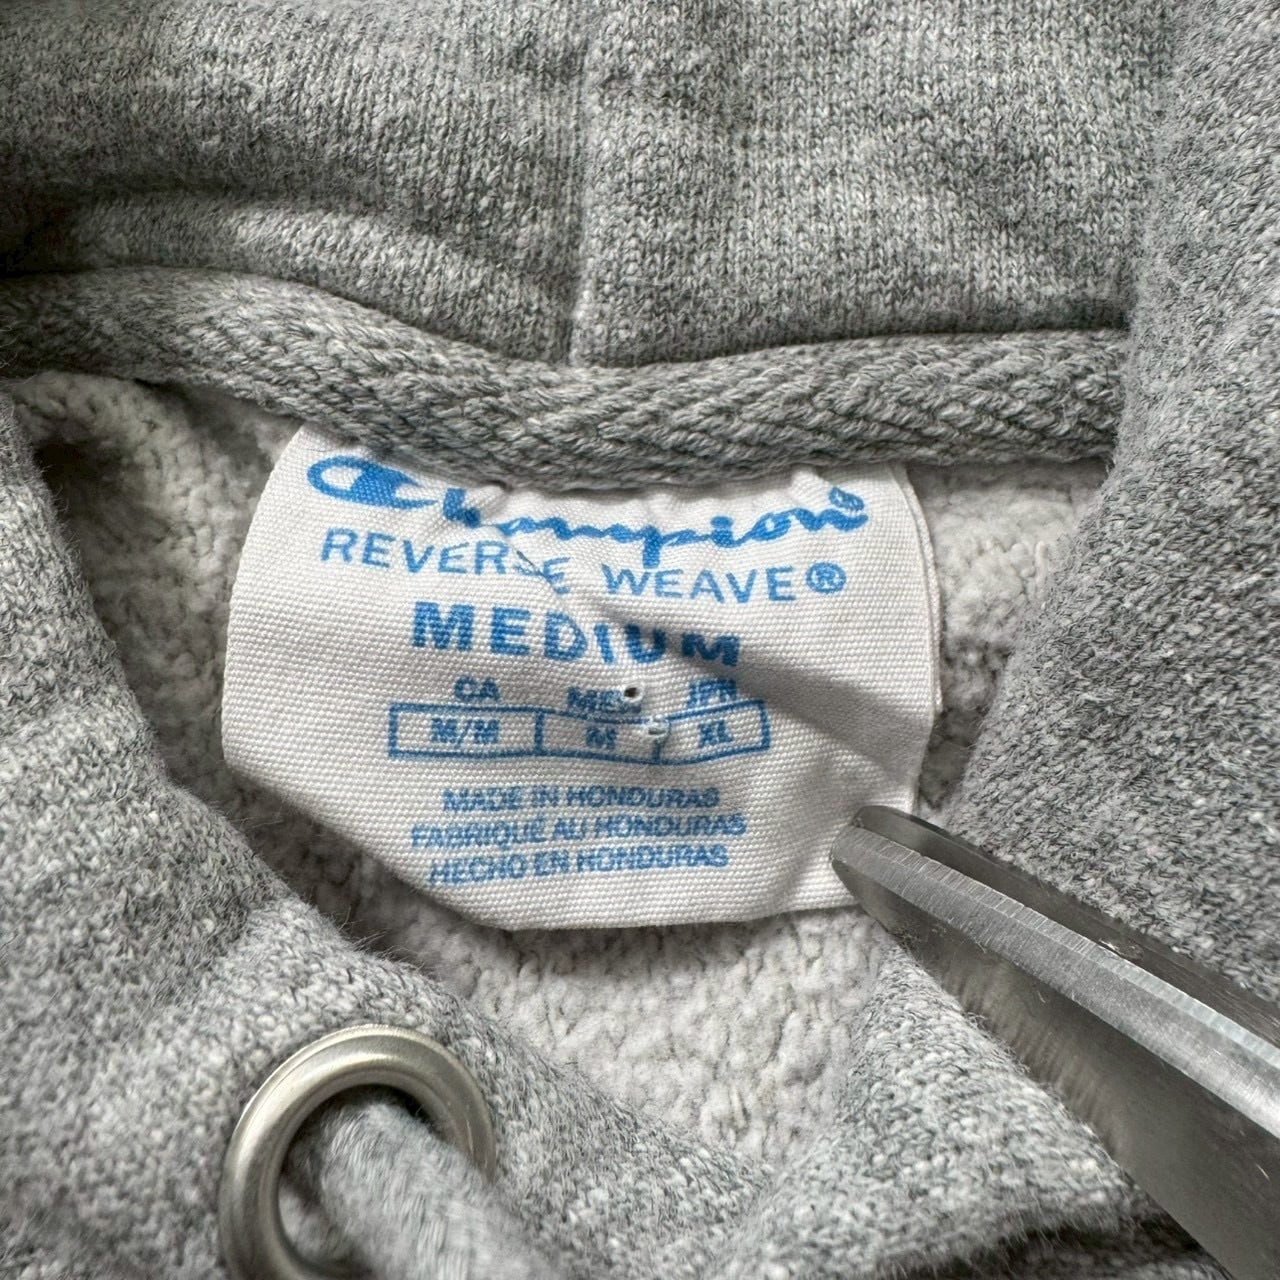 Champion®
REVERSE WEAVE®
MEDIUM
CA MEX JPN
M/M M XL
MADE IN HONDURAS
FABRIQUÉ AU HONDURAS
HECHO EN HONDURAS